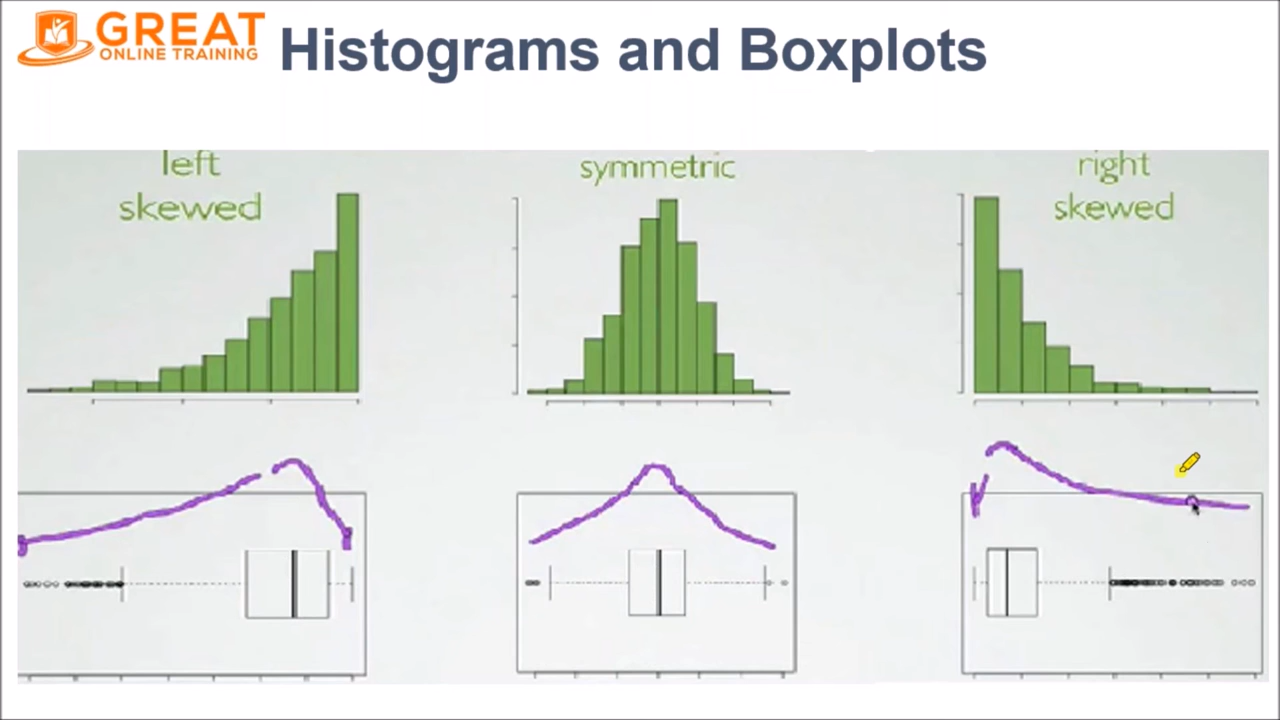 GREAT
ONLINE TRAINING
Histograms and Boxplots
left
skewed
symmetric
right
skewed